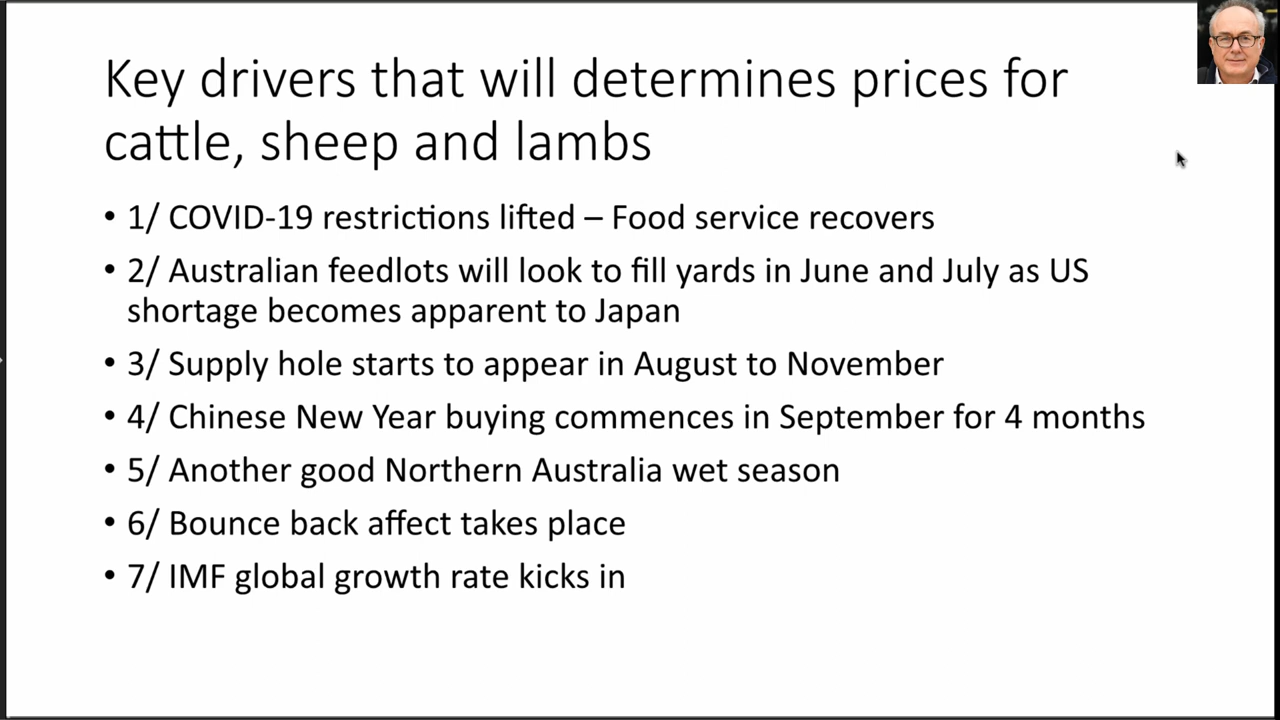 Key drivers that will determines prices for
cattle, sheep and lambs
• 1/ COVID-19 restrictions lifted – Food service recovers
• 2/ Australian feedlots will look to fill yards in June and July as US
shortage becomes apparent to Japan
• 3/ Supply hole starts to appear in August to November
• 4/ Chinese New Year buying commences in September for 4 months
• 5/ Another good Northern Australia wet season
• 6/ Bounce back affect takes place
• 7/ IMF global growth rate kicks in